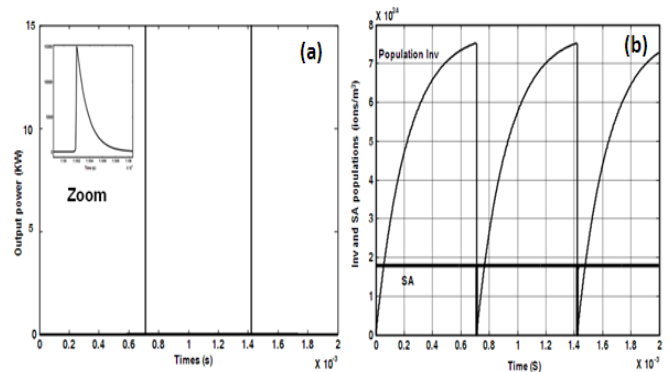 (a)
Zoom
Output power (KW)
15
10
5
0
0 0.2 0.4 0.6 0.8 1 1.2 1.4 1.6 1.8 2
Times (s)
X 10⁻³
(b)
X 10²⁴
Population Inv
SA
Inv and SA populations (ions/m³)
8
7
6
5
4
3
2
1
0
0 0.2 0.4 0.6 0.8 1 1.2 1.4 1.6 1.8 2
Time (S)
X 10⁻³